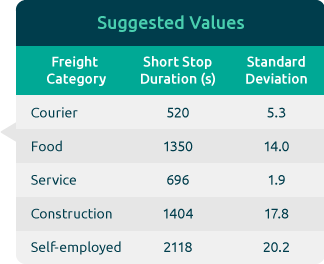 Suggested Values
Freight Short Stop Standard
Category Duration (s) Deviation
Courier 520 5.3
Food 1350 14.0
Service 696 1.9
Construction 1404 17.8
Self-employed 2118 20.2